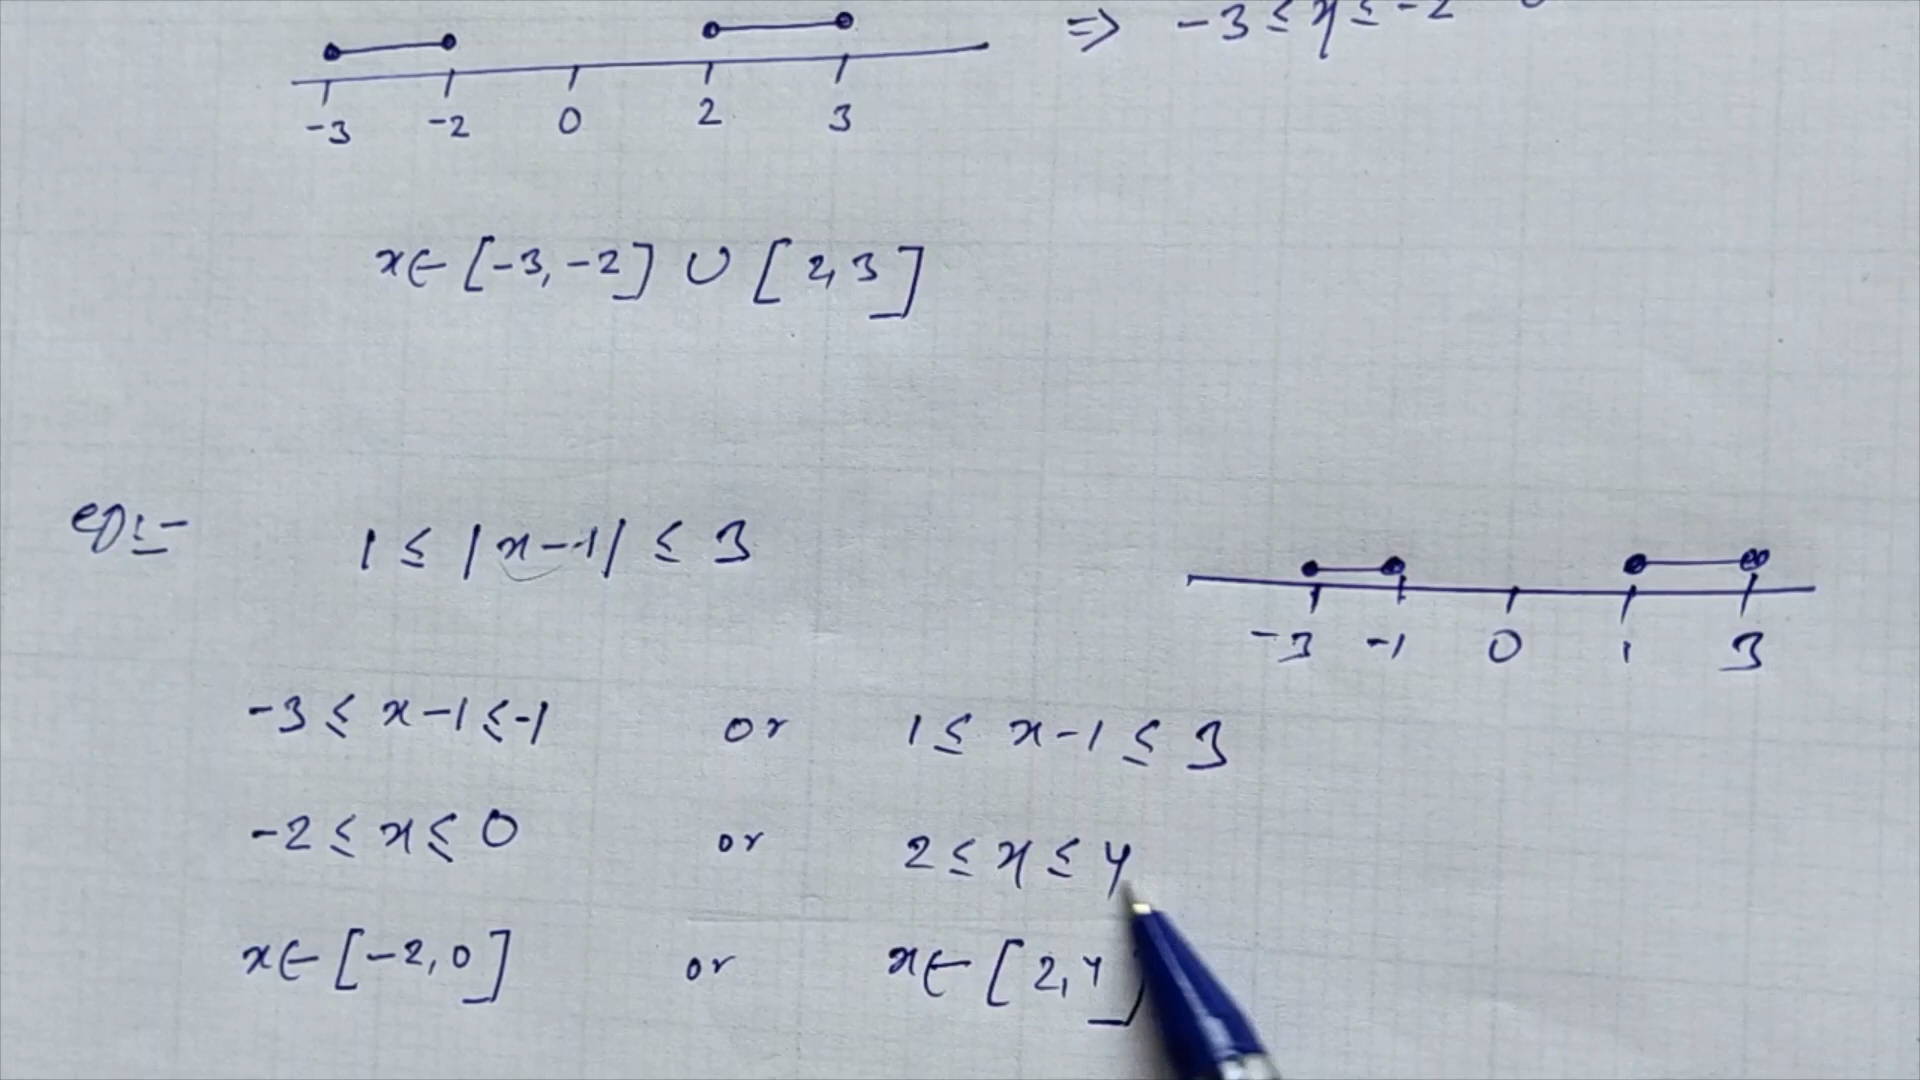 ⇒ -3 ≤ x ≤ -2
-3 -2 0 2 3
x∈ [-3, -2] ∪ [2, 3]
eg:- 1 ≤ |x-1| ≤ 3
-3 -1 0 1 3
-3 ≤ x-1 ≤ -1 or 1 ≤ x-1 ≤ 3
-2 ≤ x ≤ 0 or 2 ≤ x ≤ 4
x∈ [-2, 0] or x∈ [2, 4]